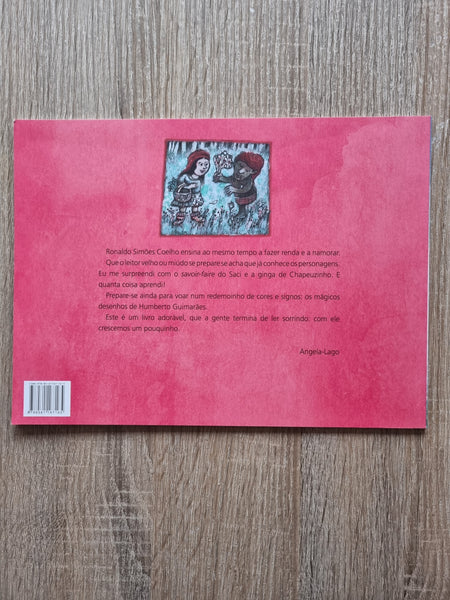 Ronaldo Simões Coelho ensina ao mesmo tempo a fazer renda e a namorar.
Que o leitor velho ou miúdo se prepare se acha que já conhece os personagens.
Eu me surpreendi com o savoir-faire do Saci e a ginga de Chapeuzinho. E
quanta coisa aprendi!
Prepare-se ainda para voar num redemoinho de cores e signos: os mágicos
desenhos de Humberto Guimarães.
Este é um livro adorável, que a gente termina de ler sorrindo: com ele
crescemos um pouquinho.
Angela-Lago